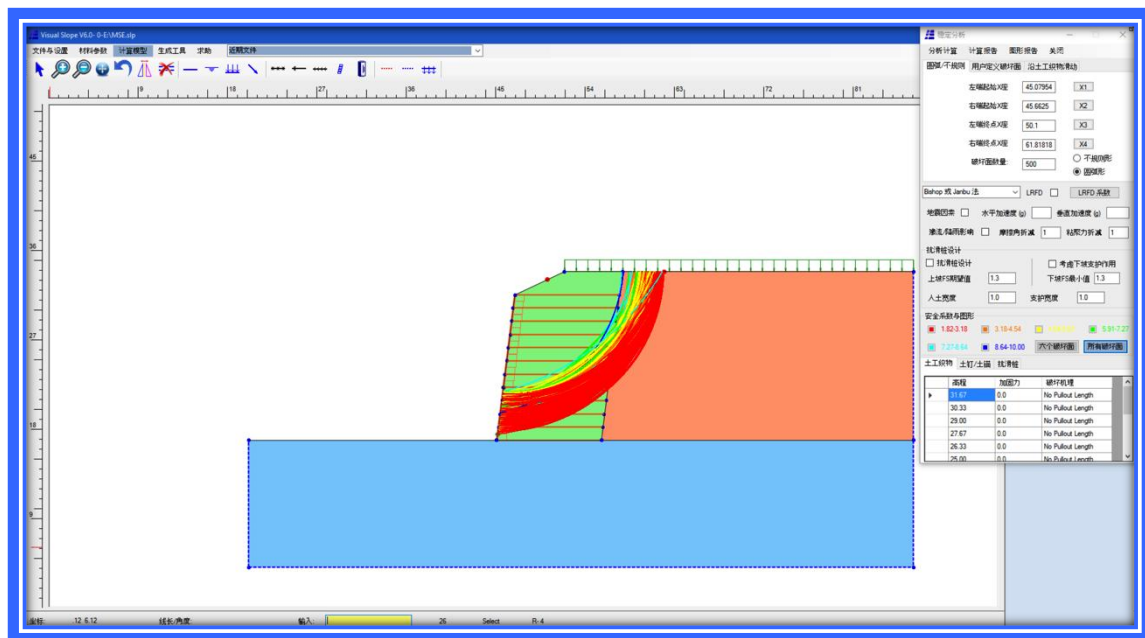 Visual Slope V6.0- 0-E:\MSE.slp
文件与设置 材料参数 计算模型 生成工具 求助 近期文件
9 18 27 36 45 54 63 72 81
45
36
27
18
9
坐标: .12 6.12 线长/角度: 输入: 26 Select R- 4
稳定分析
分析计算 计算报告 图形报告 关闭
圆弧/不规则 用户定义破坏面 沿土工织物滑动
左端起始X座 45.07954 X1
右端起始X座 45.6625 X2
左端终点X座 50.1 X3
右端终点X座 61.81818 X4
破坏面数量: 500 不规则形
圆弧形
Bishop 或 Janbu 法 LRFD LRFD 系数
地震因素 水平加速度 (g) 垂直加速度 (g)
渗流/降雨影响 摩擦角折减 1 粘聚力折减 1
抗滑桩设计
抗滑桩设计 考虑下坡支护作用
上坡FS期望值 1.3 下坡FS最小值 1.3
入土宽度 1.0 支护宽度 1.0
安全系数与图形
1.82-3.18 3.18-4.54 5.91-7.27
7.27-8.64 8.64-10.00 六个破坏面 所有破坏面
土工织物 土钉/土锚 抗滑桩
高程 加固力 破坏机理
31.67 0.0 No Pullout Length
30.33 0.0 No Pullout Length
29.00 0.0 No Pullout Length
27.67 0.0 No Pullout Length
26.33 0.0 No Pullout Length
25.00 0.0 No Pullout Length